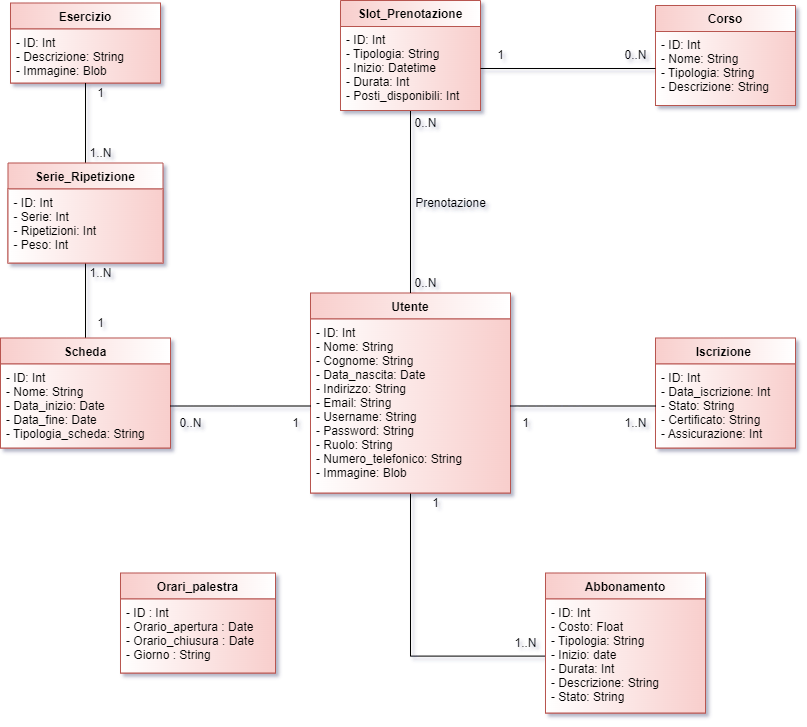 Esercizio
- ID: Int
- Descrizione: String
- Immagine: Blob
1
1..N
Serie_Ripetizione
- ID: Int
- Serie: Int
- Ripetizioni: Int
- Peso: Int
1..N
1
Scheda
- ID: Int
- Nome: String
- Data_inizio: Date
- Data_fine: Date
- Tipologia_scheda: String
0..N
1
Slot_Prenotazione
- ID: Int
- Tipologia: String
- Inizio: Datetime
- Durata: Int
- Posti_disponibili: Int
1
0..N
Corso
- ID: Int
- Nome: String
- Tipologia: String
- Descrizione: String
0..N
Prenotazione
0..N
Utente
- ID: Int
- Nome: String
- Cognome: String
- Data_nascita: Date
- Indirizzo: String
- Email: String
- Username: String
- Password: String
- Ruolo: String
- Numero_telefonico: String
- Immagine: Blob
1
1..N
Iscrizione
- ID: Int
- Data_iscrizione: Int
- Stato: String
- Certificato: String
- Assicurazione: Int
1
1..N
Orari_palestra
- ID : Int
- Orario_apertura : Date
- Orario_chiusura : Date
- Giorno : String
Abbonamento
- ID: Int
- Costo: Float
- Tipologia: String
- Inizio: date
- Durata: Int
- Descrizione: String
- Stato: String